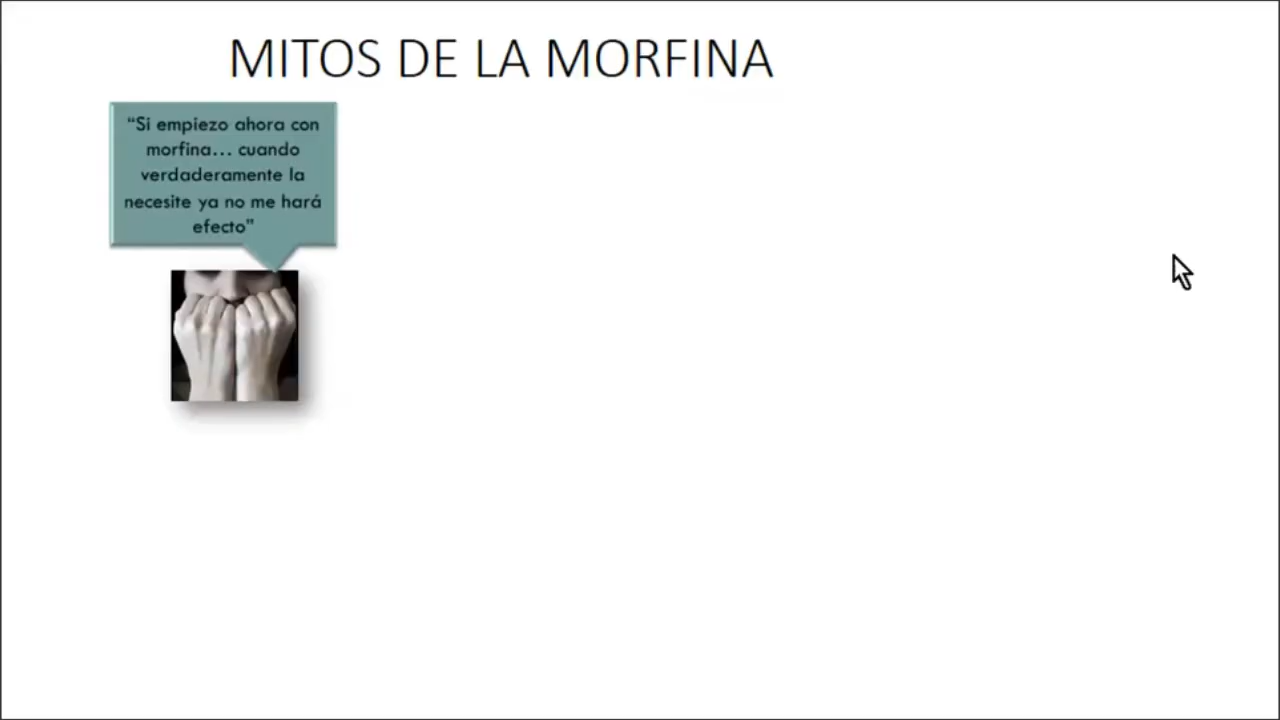 MITOS DE LA MORFINA
“Si empiezo ahora con
morfina... cuando
verdaderamente la
necesite ya no me hará
efecto”